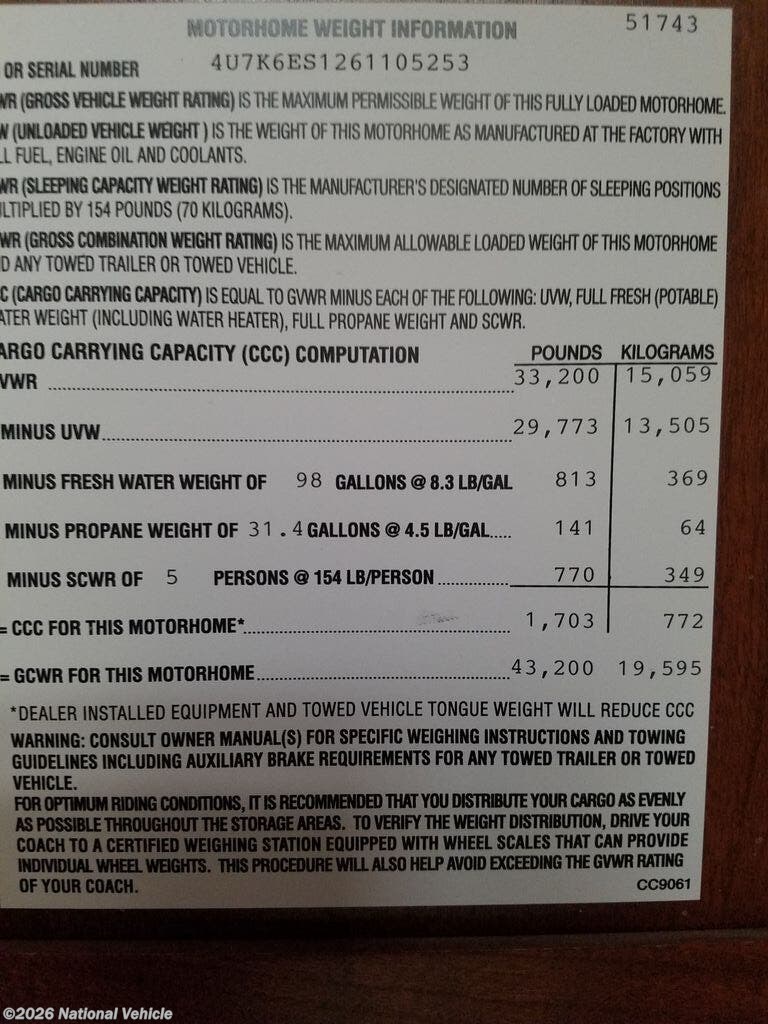 MOTORHOME WEIGHT INFORMATION 51743
OR SERIAL NUMBER 4U7K6ES1261105253
WR (GROSS VEHICLE WEIGHT RATING) IS THE MAXIMUM PERMISSIBLE WEIGHT OF THIS FULLY LOADED MOTORHOME.
W (UNLOADED VEHICLE WEIGHT ) IS THE WEIGHT OF THIS MOTORHOME AS MANUFACTURED AT THE FACTORY WITH
LL FUEL, ENGINE OIL AND COOLANTS.
WR (SLEEPING CAPACITY WEIGHT RATING) IS THE MANUFACTURER'S DESIGNATED NUMBER OF SLEEPING POSITIONS
ULTIPLIED BY 154 POUNDS (70 KILOGRAMS).
WR (GROSS COMBINATION WEIGHT RATING) IS THE MAXIMUM ALLOWABLE LOADED WEIGHT OF THIS MOTORHOME
D ANY TOWED TRAILER OR TOWED VEHICLE.
C (CARGO CARRYING CAPACITY) IS EQUAL TO GVWR MINUS EACH OF THE FOLLOWING: UVW, FULL FRESH (POTABLE)
ATER WEIGHT (INCLUDING WATER HEATER), FULL PROPANE WEIGHT AND SCWR.
ARGO CARRYING CAPACITY (CCC) COMPUTATION POUNDS KILOGRAMS
VWR 33,200 15,059
MINUS UVW 29,773 13,505
MINUS FRESH WATER WEIGHT OF 98 GALLONS @ 8.3 LB/GAL 813 369
MINUS PROPANE WEIGHT OF 31.4 GALLONS @ 4.5 LB/GAL..... 141 64
MINUS SCWR OF 5 PERSONS @ 154 LB/PERSON 770 349
= CCC FOR THIS MOTORHOME* 1,703 772
= GCWR FOR THIS MOTORHOME 43,200 19,595
*DEALER INSTALLED EQUIPMENT AND TOWED VEHICLE TONGUE WEIGHT WILL REDUCE CCC
WARNING: CONSULT OWNER MANUAL(S) FOR SPECIFIC WEIGHING INSTRUCTIONS AND TOWING
GUIDELINES INCLUDING AUXILIARY BRAKE REQUIREMENTS FOR ANY TOWED TRAILER OR TOWED
VEHICLE.
FOR OPTIMUM RIDING CONDITIONS, IT IS RECOMMENDED THAT YOU DISTRIBUTE YOUR CARGO AS EVENLY
AS POSSIBLE THROUGHOUT THE STORAGE AREAS. TO VERIFY THE WEIGHT DISTRIBUTION, DRIVE YOUR
COACH TO A CERTIFIED WEIGHING STATION EQUIPPED WITH WHEEL SCALES THAT CAN PROVIDE
INDIVIDUAL WHEEL WEIGHTS. THIS PROCEDURE WILL ALSO HELP AVOID EXCEEDING THE GVWR RATING
OF YOUR COACH. CC9061
©2026 National Vehicle